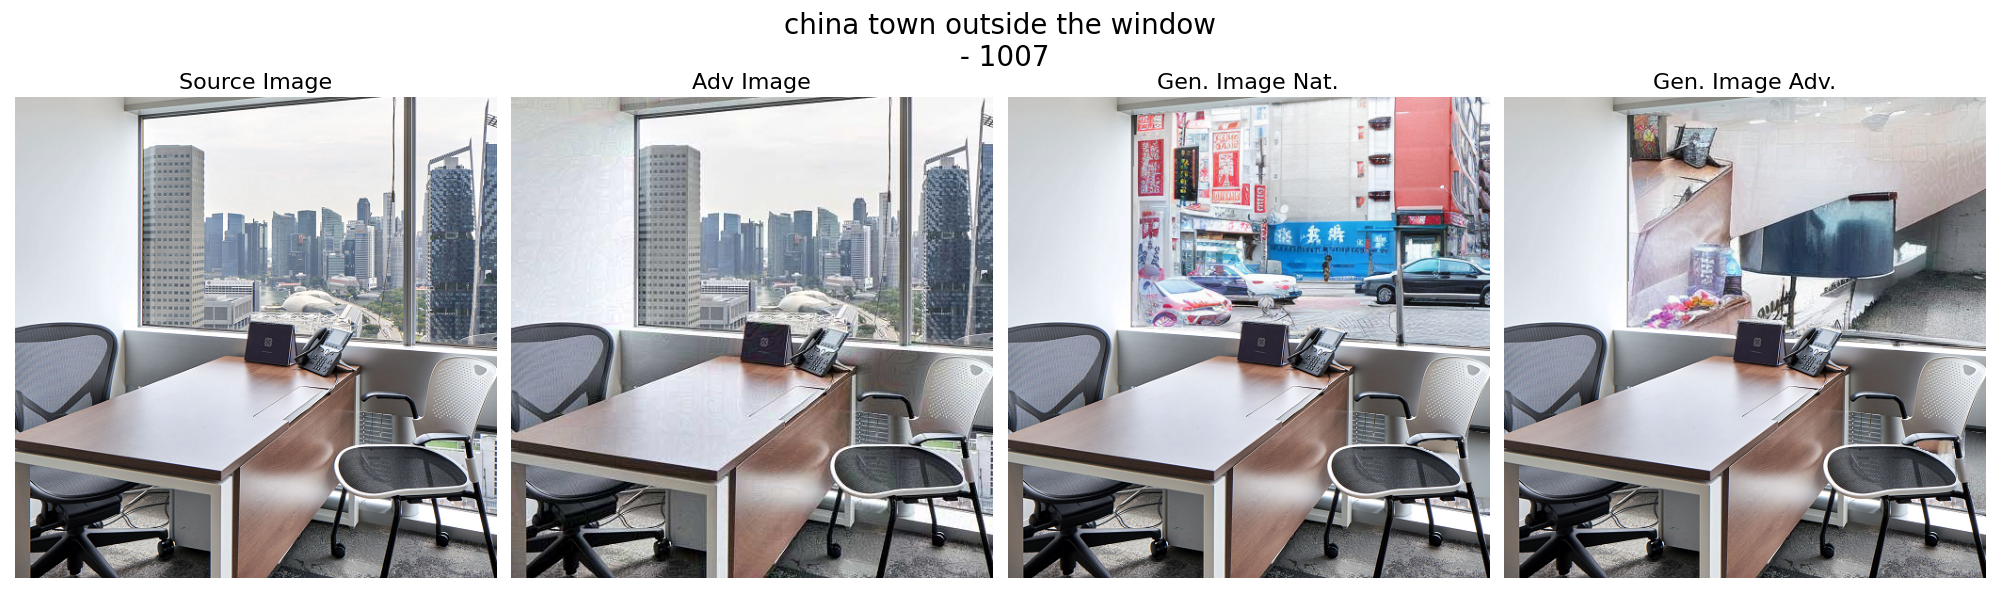 china town outside the window
- 1007
Source Image
Adv Image
Gen. Image Nat.
Gen. Image Adv.